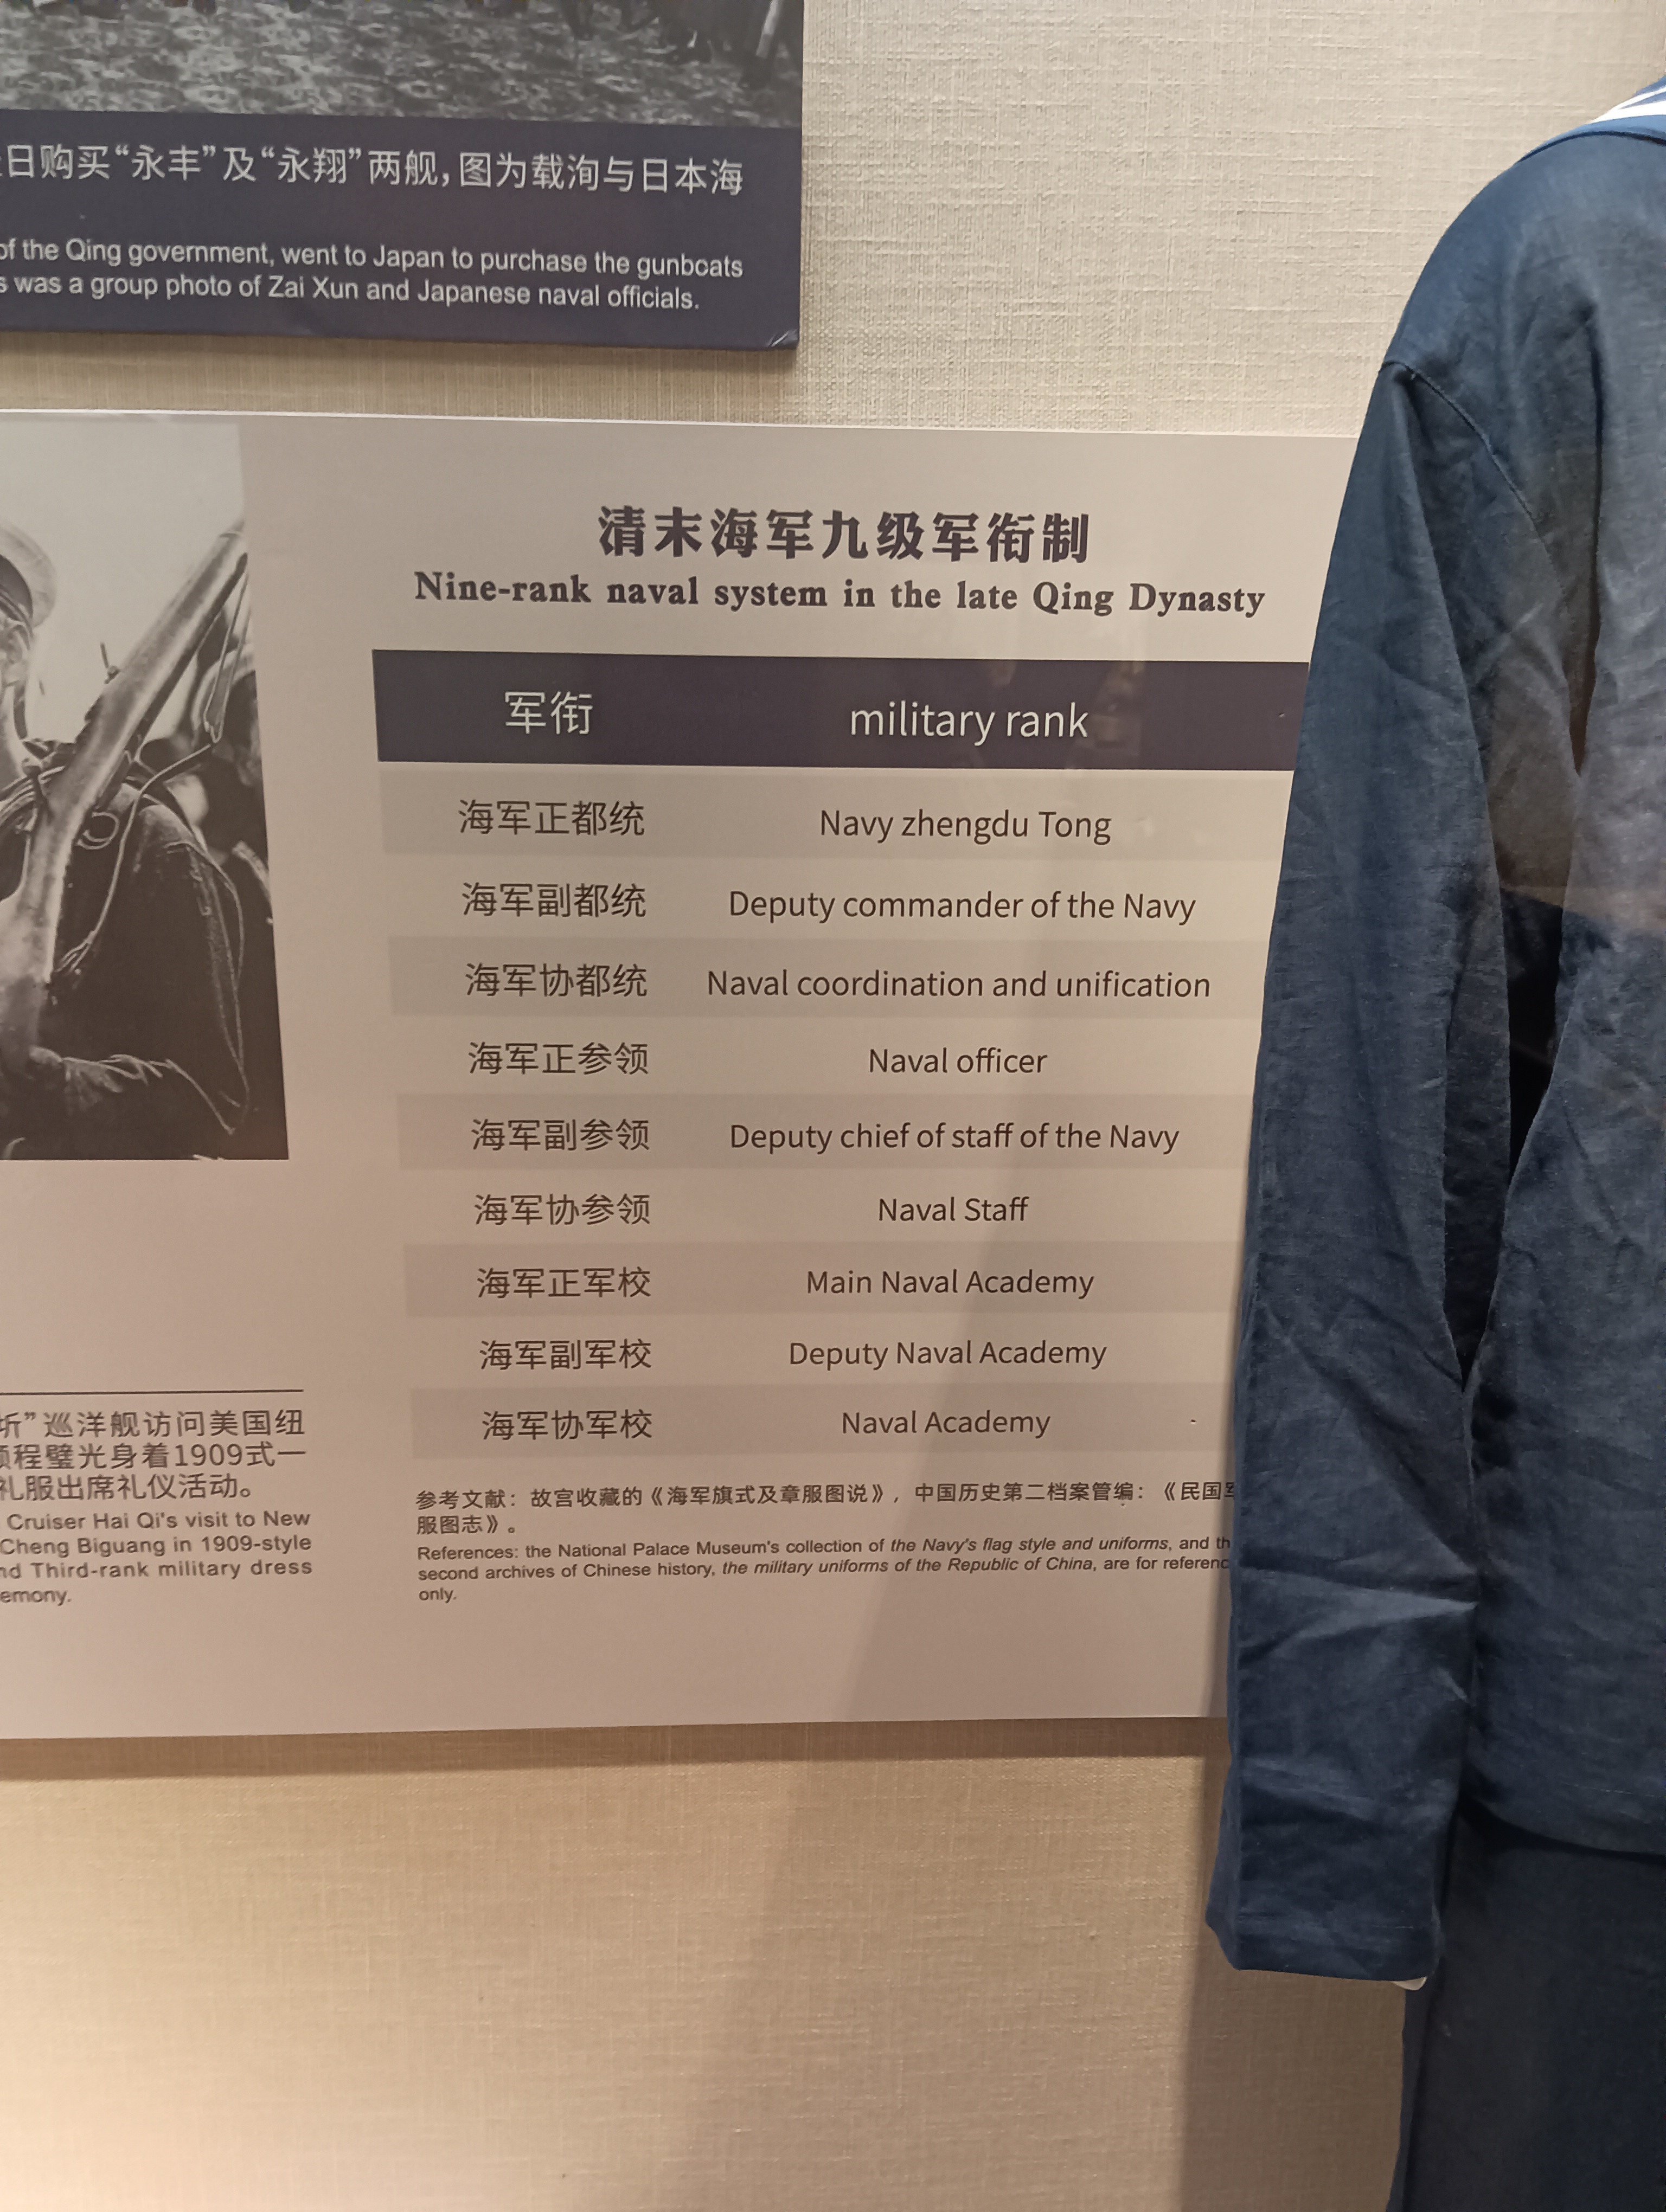 日购买“永丰”及“永翔”两舰，图为载洵与日本海
of the Qing government, went to Japan to purchase the gunboats
was a group photo of Zai Xun and Japanese naval officials.
清末海军九级军衔制
Nine-rank naval system in the late Qing Dynasty
军衔 military rank
海军正都统 Navy zhengdu Tong
海军副都统 Deputy commander of the Navy
海军协都统 Naval coordination and unification
海军正参领 Naval officer
海军副参领 Deputy chief of staff of the Navy
海军协参领 Naval Staff
海军正军校 Main Naval Academy
海军副军校 Deputy Naval Academy
海军协军校 Naval Academy
参考文献：故宫收藏的《海军旗式及章服图说》，中国历史第二档案管编：《民国军
服图志》。
References: the National Palace Museum's collection of the Navy's flag style and uniforms, and
second archives of Chinese history, the military uniforms of the Republic of China, are for
only.
圻”巡洋舰访问美国纽
程璧光身着1909式一
礼服出席礼仪活动。
Cruiser Hai Qi's visit to New
Cheng Biguang in 1909-style
Third-rank military dress